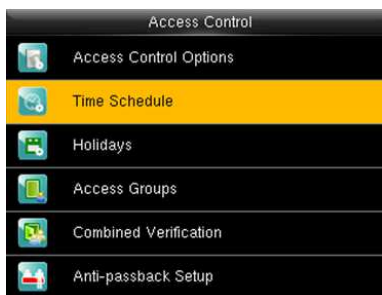 Access Control
Access Control Options
Time Schedule
Holidays
Access Groups
Combined Verification
Anti-passback Setup